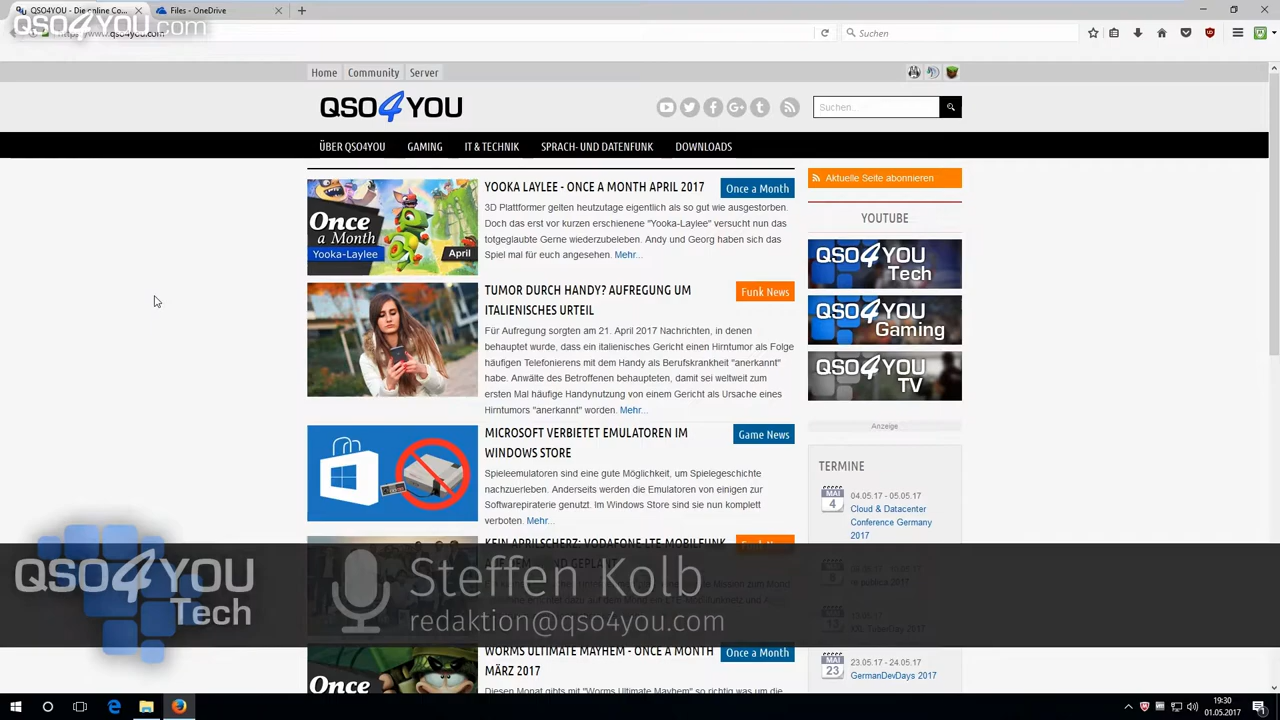 QSO4YOU - Die online Co...
Files - OneDrive
QSO4YOU.com
www.qso4you.com
Suchen
Home Community Server
QSO4YOU
Suchen...
ÜBER QSO4YOU GAMING IT & TECHNIK SPRACH- UND DATENFUNK DOWNLOADS
Once
a Month
Yooka-Laylee
April
YOOKA LAYLEE - ONCE A MONTH APRIL 2017
Once a Month
3D Plattformer gelten heutzutage eigentlich als so gut wie ausgestorben.
Doch das erst vor kurzen erschienene "Yooka-Laylee" versucht nun das
totgeglaubte Gerne wiederzubeleben. Andy und Georg haben sich das
Spiel mal für euch angesehen. Mehr...
TUMOR DURCH HANDY? AUFREGUNG UM
ITALIENISCHES URTEIL
Funk News
Für Aufregung sorgten am 21. April 2017 Nachrichten, in denen
behauptet wurde, dass ein italienisches Gericht einen Hirntumor als Folge
häufigen Telefonierens mit dem Handy als Berufskrankheit "anerkannt"
habe. Anwälte des Betroffenen behaupteten, damit sei weltweit zum
ersten Mal häufige Handynutzung von einem Gericht als Ursache eines
Hirntumors "anerkannt" worden. Mehr...
MICROSOFT VERBIETET EMULATOREN IM
WINDOWS STORE
Game News
Spieleemulatoren sind eine gute Möglichkeit, um Spielegeschichte
nachzuerleben. Anderseits werden die Emulatoren von einigen zur
Softwarepiraterie genutzt. Im Windows Store sind sie nun komplett
verboten. Mehr...
KEIN APRILSCHERZ: VODAFONE LTE-MOBILFUNK
Once
WORMS ULTIMATE MAYHEM - ONCE A MONTH
MÄRZ 2017
Once a Month
Diesen Monat gibts mit "Worms Ultimate Mayhem" so richtig was um die
Aktuelle Seite abonnieren
YOUTUBE
QSO4YOU
Tech
QSO4YOU
Gaming
QSO4YOU
TV
Anzeige
TERMINE
MAI
4
04.05.17 - 05.05.17
Cloud & Datacenter
Conference Germany
2017
MAI
23
23.05.17 - 24.05.17
GermanDevDays 2017
QSO4YOU
Tech
Steffen Kolb
redaktion@qso4you.com
19:30
01.05.2017